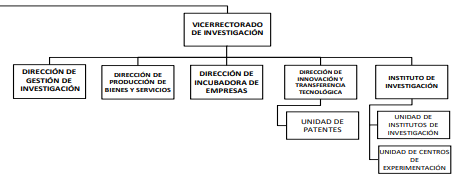 VICERRECTORADO
DE INVESTIGACIÓN
DIRECCIÓN DE
GESTIÓN DE
INVESTIGACIÓN
DIRECCIÓN DE
PRODUCCIÓN DE
BIENES Y SERVICIOS
DIRECCIÓN DE
INCUBADORA DE
EMPRESAS
DIRECCIÓN DE
INNOVACIÓN Y
TRANSFERENCIA
TECNOLÓGICA
INSTITUTO DE
INVESTIGACIÓN
UNIDAD DE
PATENTES
UNIDAD DE
INSTITUTOS DE
INVESTIGACIÓN
UNIDAD DE CENTROS
DE
EXPERIMENTACIÓN